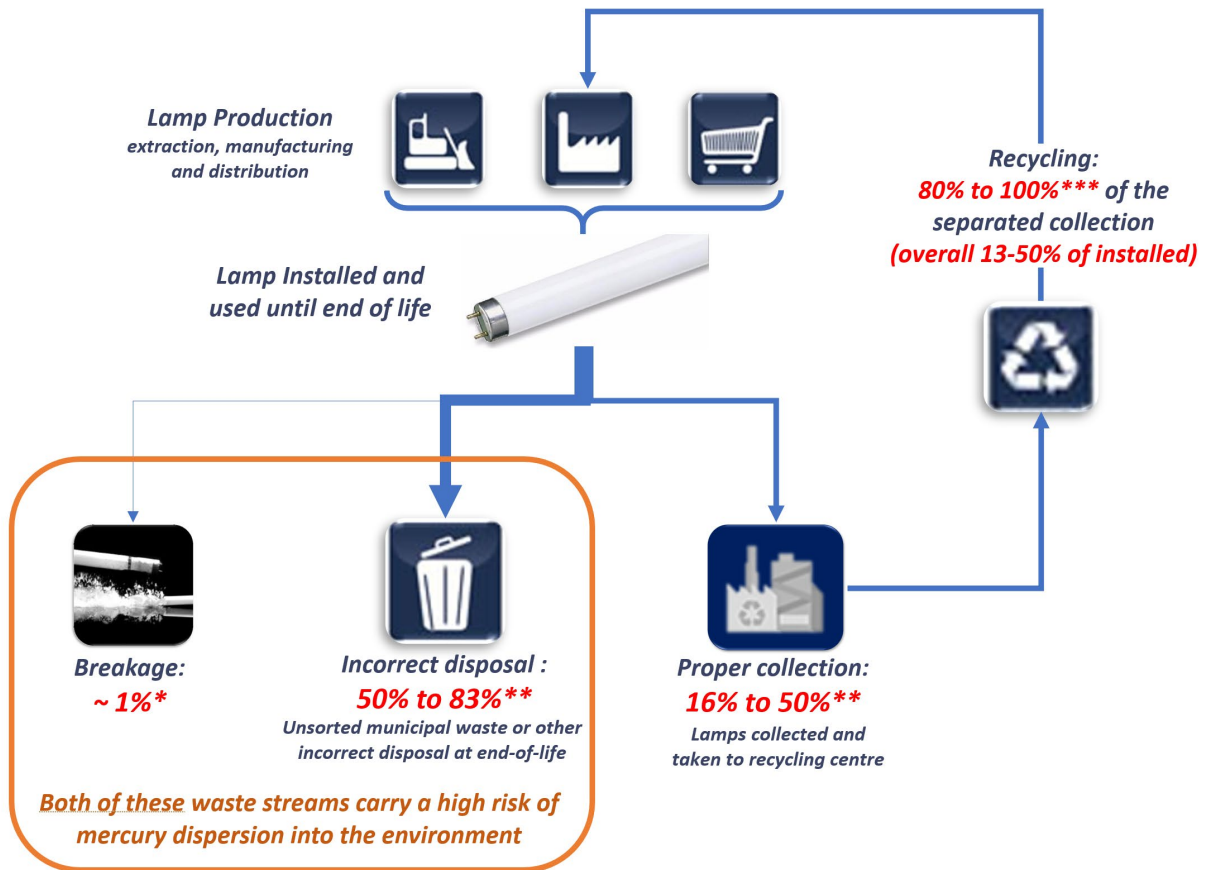 Lamp Production
extraction, manufacturing
and distribution
Recycling:
80% to 100%*** of the
separated collection
(overall 13-50% of installed)
Lamp Installed and
used until end of life
Breakage:
~ 1%*
Incorrect disposal :
50% to 83%**
Unsorted municipal waste or other
incorrect disposal at end-of-life
Proper collection:
16% to 50%**
Lamps collected and
taken to recycling centre
Both of these waste streams carry a high risk of
mercury dispersion into the environment